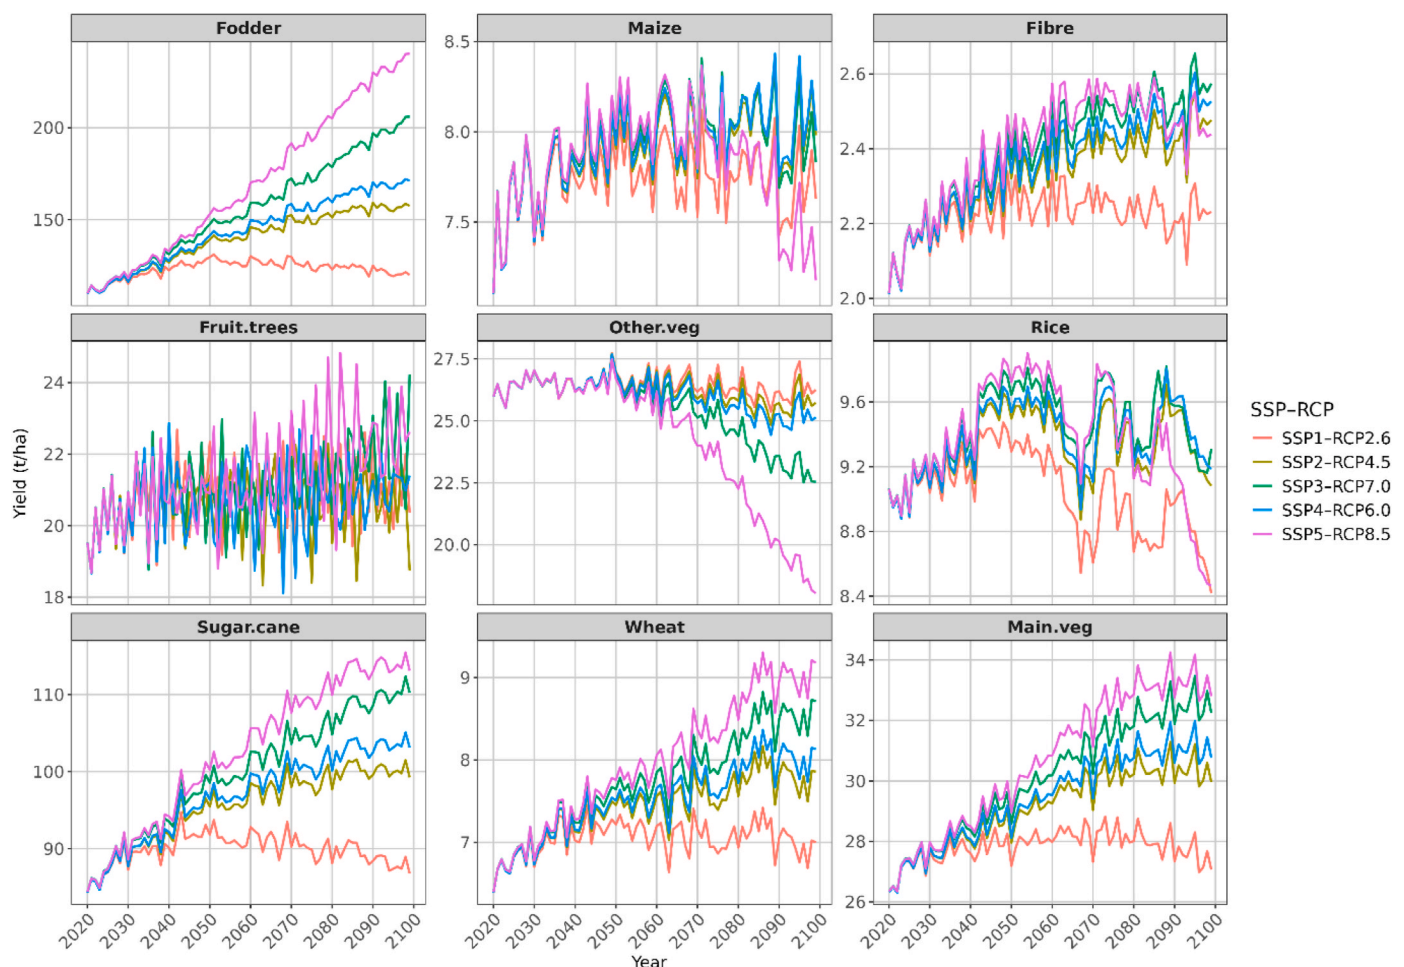 Fodder
Maize
Fibre
200
150
8.5
8.0
7.5
2.6
2.4
2.2
2.0
Fruit.trees
Other.veg
Rice
24
22
20
18
27.5
25.0
22.5
20.0
9.6
9.2
8.8
8.4
Yield (t/ha)
Sugar.cane
Wheat
Main.veg
110
100
90
9
8
7
34
32
30
28
26
2020 2030 2040 2050 2060 2070 2080 2090 2100
2020 2030 2040 2050 2060 2070 2080 2090 2100
2020 2030 2040 2050 2060 2070 2080 2090 2100
Year
SSP–RCP
SSP1–RCP2.6
SSP2–RCP4.5
SSP3–RCP7.0
SSP4–RCP6.0
SSP5–RCP8.5